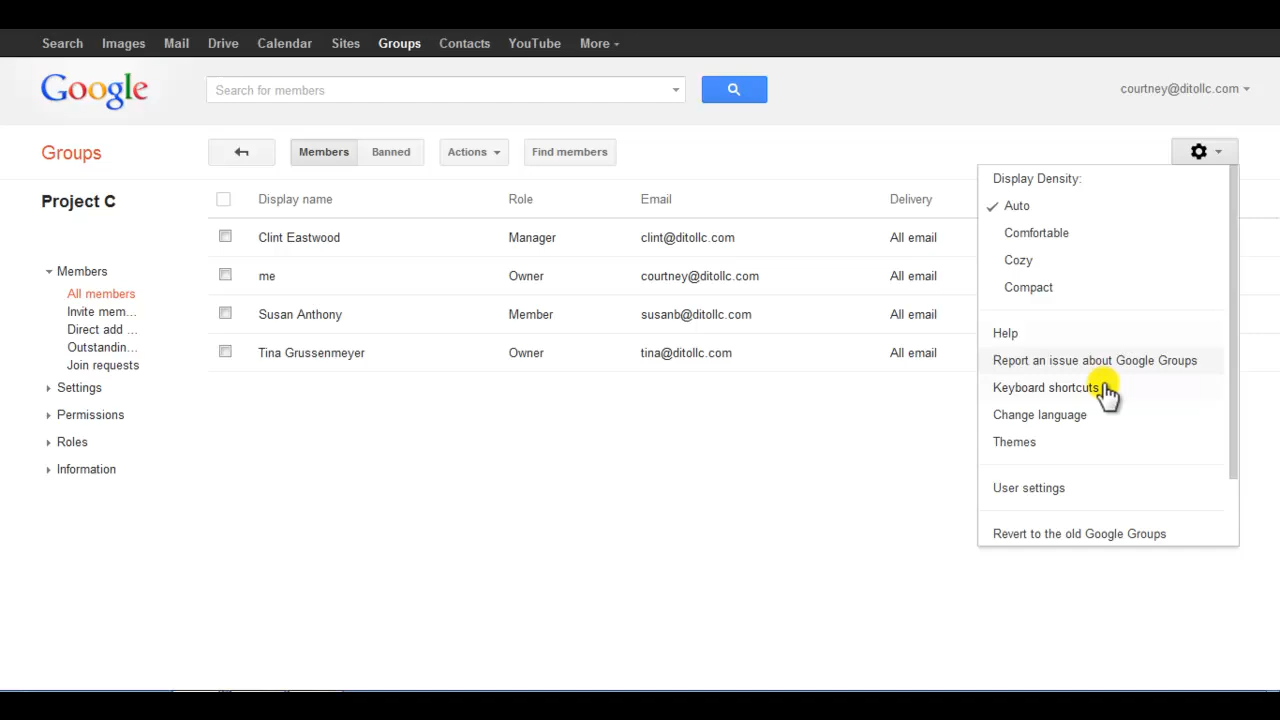 Search Images Mail Drive Calendar Sites Groups Contacts YouTube More
Google Search for members courtney@ditollc.com
Groups Members Banned Actions Find members
Project C
Display name Role Email Delivery
Clint Eastwood Manager clint@ditollc.com All email
me Owner courtney@ditollc.com All email
Susan Anthony Member susanb@ditollc.com All email
Tina Grussenmeyer Owner tina@ditollc.com All email
Members
All members
Invite mem...
Direct add ...
Outstandin...
Join requests
Settings
Permissions
Roles
Information
Display Density:
Auto
Comfortable
Cozy
Compact
Help
Report an issue about Google Groups
Keyboard shortcuts
Change language
Themes
User settings
Revert to the old Google Groups